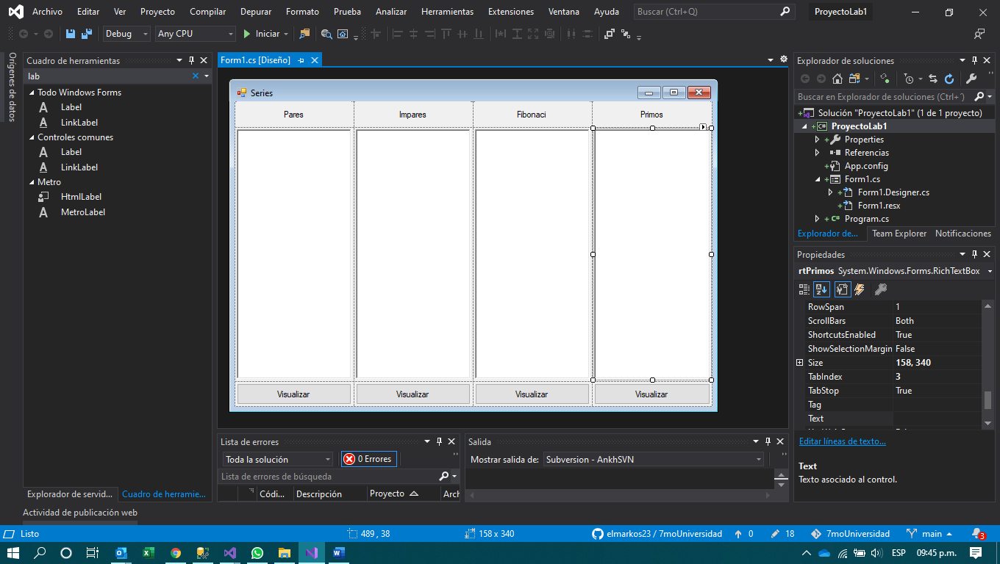 Archivo Editar Ver Proyecto Compilar Depurar Formato Prueba Analizar Herramientas Extensiones Ventana Ayuda Buscar (Ctrl+Q) ProyectoLab1
Debug Any CPU Iniciar
Orígenes de datos
Cuadro de herramientas
lab
Todo Windows Forms
Label
LinkLabel
Controles comunes
Label
LinkLabel
Metro
HtmlLabel
MetroLabel
Explorador de servid... Cuadro de herramie...
Actividad de publicación web
Form1.cs [Diseño]
Series
Pares Impares Fibonaci Primos
Visualizar Visualizar Visualizar Visualizar
Lista de errores
Toda la solución 0 Errores
Lista de errores de búsqueda
Códi... Descripción Proyecto Arch
Salida
Mostrar salida de: Subversion - AnkhSVN
Explorador de soluciones
Buscar en Explorador de soluciones (Ctrl+´)
Solución "ProyectoLab1" (1 de 1 proyecto)
ProyectoLab1
Properties
Referencias
App.config
Form1.cs
Form1.Designer.cs
Form1.resx
Program.cs
Explorador de... Team Explorer Notificaciones
Propiedades
rtPrimos System.Windows.Forms.RichTextBox
RowSpan 1
ScrollBars Both
ShortcutsEnabled True
ShowSelectionMargin False
Size 158, 340
TabIndex 3
TabStop True
Tag
Text
Editar líneas de texto...
Text
Texto asociado al control.
Listo 489 , 38 158 x 340 elmarkos23 / 7moUniversidad 0 18 7moUniversidad main 3
ESP 09:45 p.m.